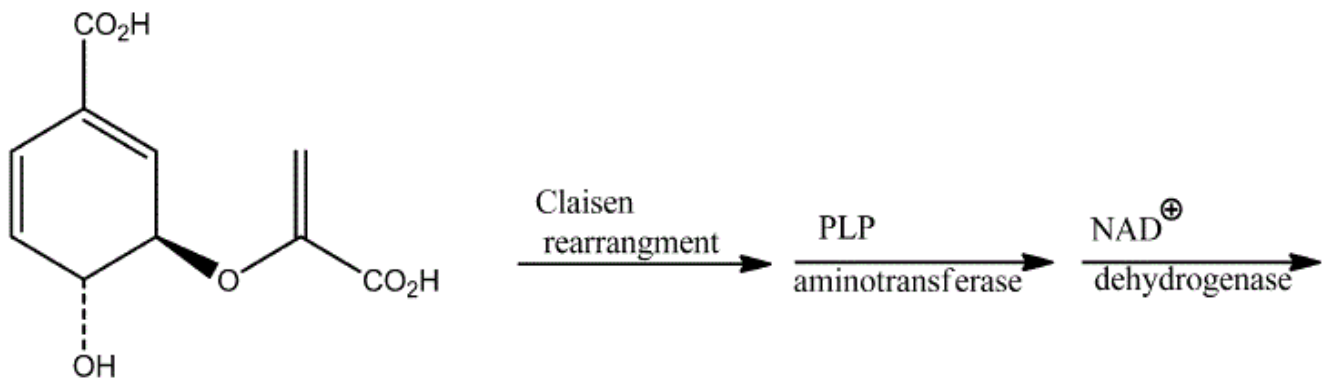 CO₂H
O
CO₂H
OH
Claisen
rearrangment
PLP
aminotransferase
NAD⊕
dehydrogenase